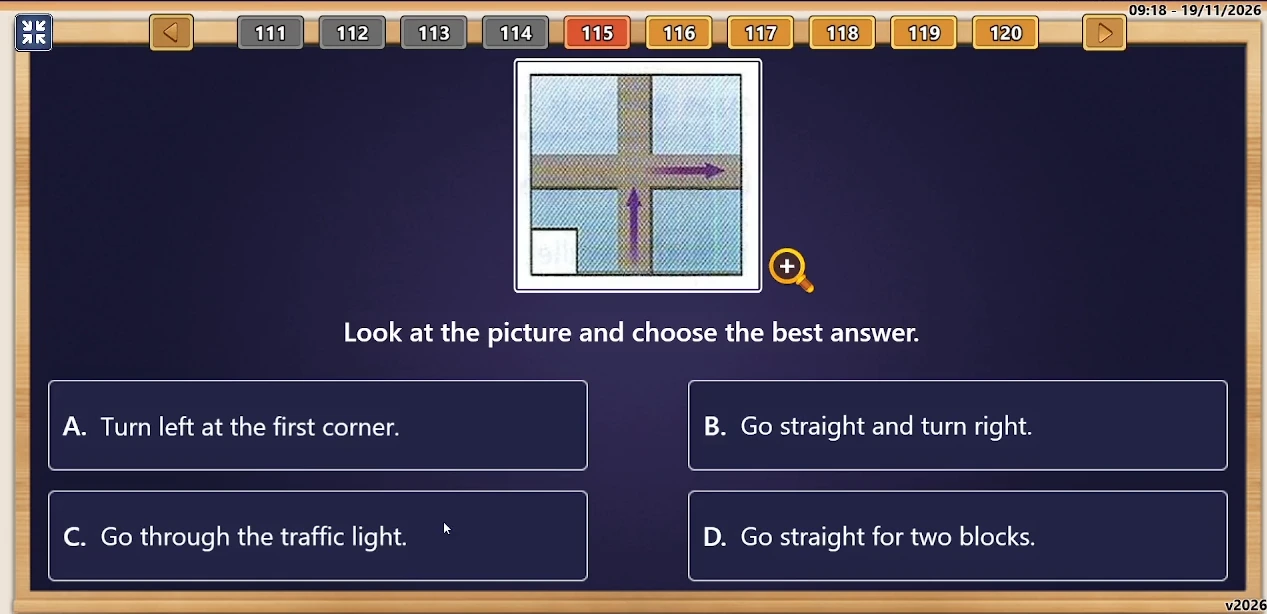 09:18 - 19/11/2026
111 112 113 114 115 116 117 118 119 120
Look at the picture and choose the best answer.
A. Turn left at the first corner.
B. Go straight and turn right.
C. Go through the traffic light.
D. Go straight for two blocks.
v2026